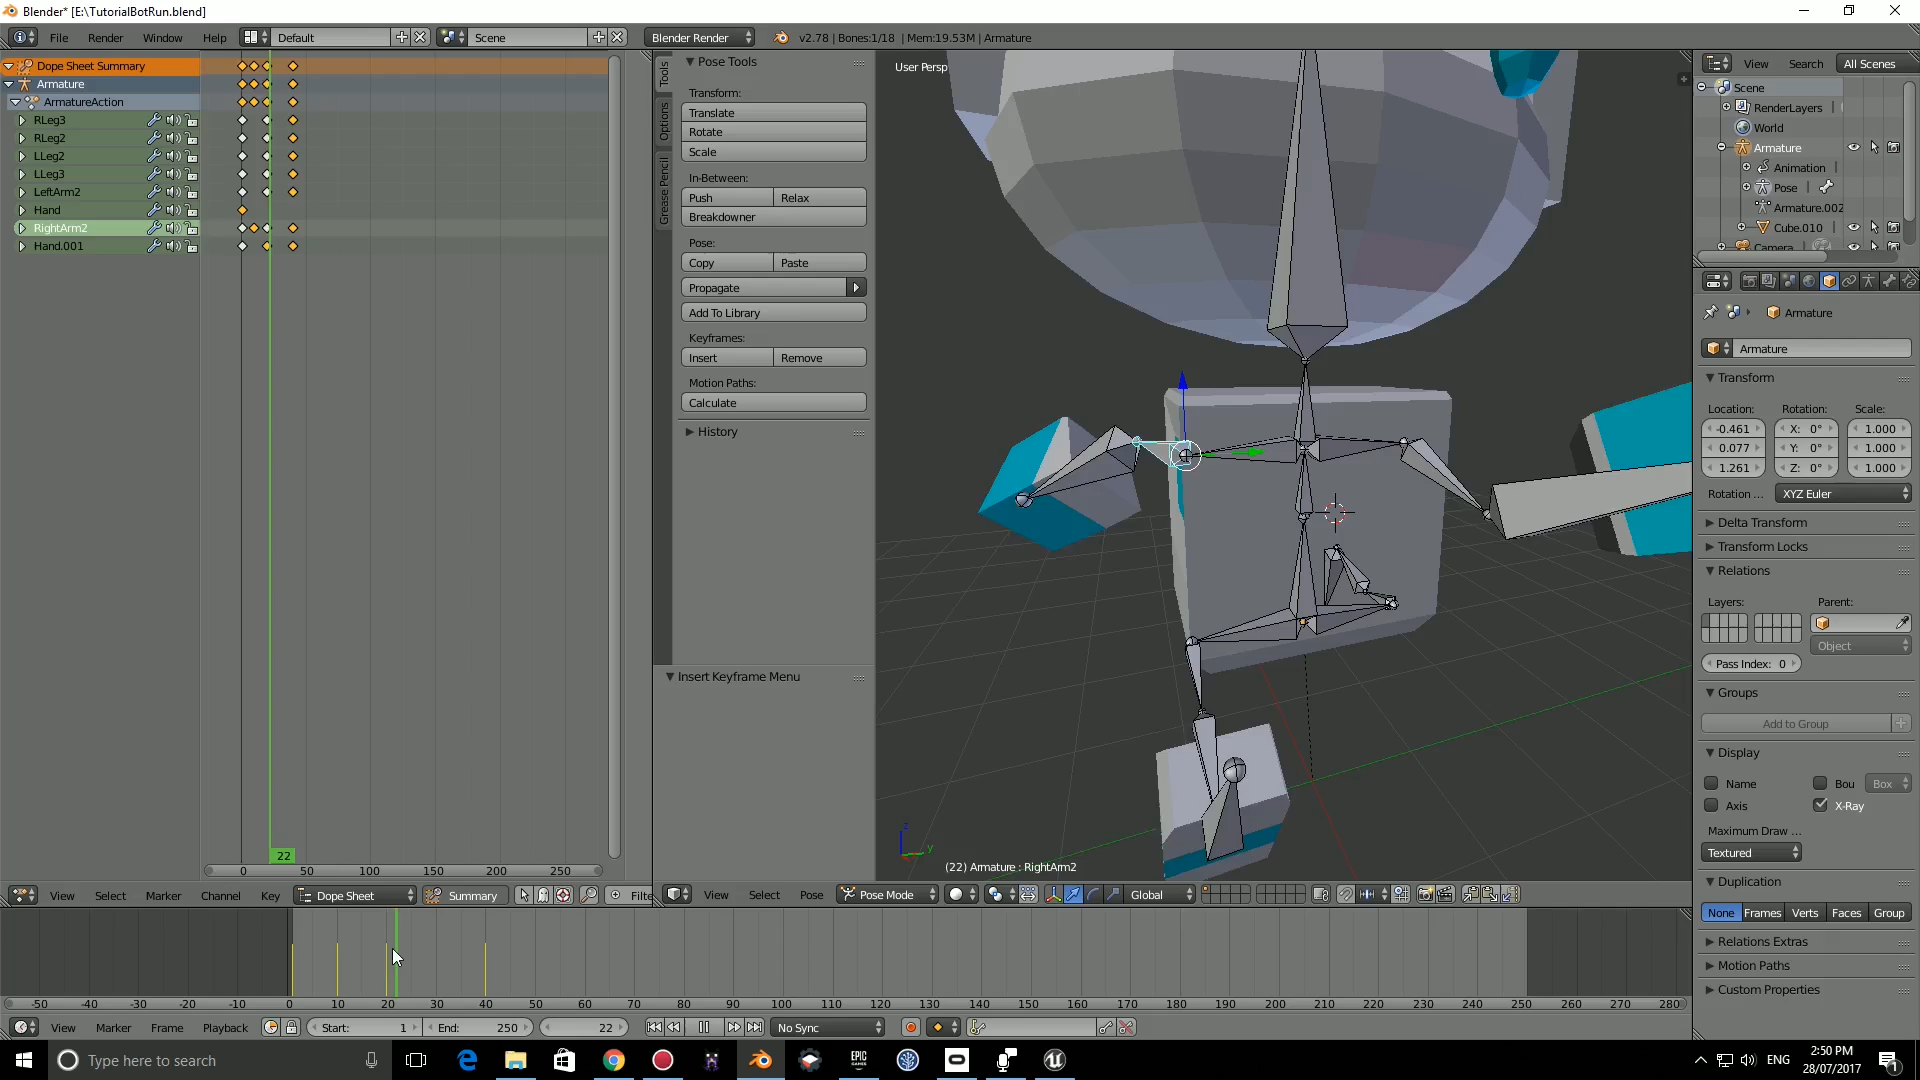 Blender* [E:\TutorialBotRun.blend]
File Render Window Help Default Scene Blender Render v2.78 | Bones:1/18 | Mem:19.53M | Armature
Dope Sheet Summary
Armature
ArmatureAction
RLeg3
RLeg2
LLeg2
LLeg3
LeftArm2
Hand
RightArm2
Hand.001
22
0 50 100 150 200 250
View Select Marker Channel Key Dope Sheet Summary Filte
Tools
Options
Grease Pencil
Pose Tools
Transform:
Translate
Rotate
Scale
In-Between:
Push Relax
Breakdowner
Pose:
Copy Paste
Propagate
Add To Library
Keyframes:
Insert Remove
Motion Paths:
Calculate
History
Insert Keyframe Menu
User Persp
z
y
(22) Armature : RightArm2
View Select Pose Pose Mode Global
View Search All Scenes
Scene
RenderLayers
World
Armature
Animation
Pose
Armature.002
Cube.010
Camera
Armature
Armature
Transform
Location: Rotation: Scale:
-0.461 X: 0° 1.000
0.077 Y: 0° 1.000
1.261 Z: 0° 1.000
Rotation ... XYZ Euler
Delta Transform
Transform Locks
Relations
Layers: Parent:
Object
Pass Index: 0
Groups
Add to Group
Display
Name Bou Box
Axis X-Ray
Maximum Draw ...
Textured
Duplication
None Frames Verts Faces Group
Relations Extras
Motion Paths
Custom Properties
-50 -40 -30 -20 -10 0 10 20 30 40 50 60 70 80 90 100 110 120 130 140 150 160 170 180 190 200 210 220 230 240 250 260 270 280
View Marker Frame Playback Start: 1 End: 250 22 No Sync
Type here to search
EPIC GAMES
ENG
2:50 PM
28/07/2017
1